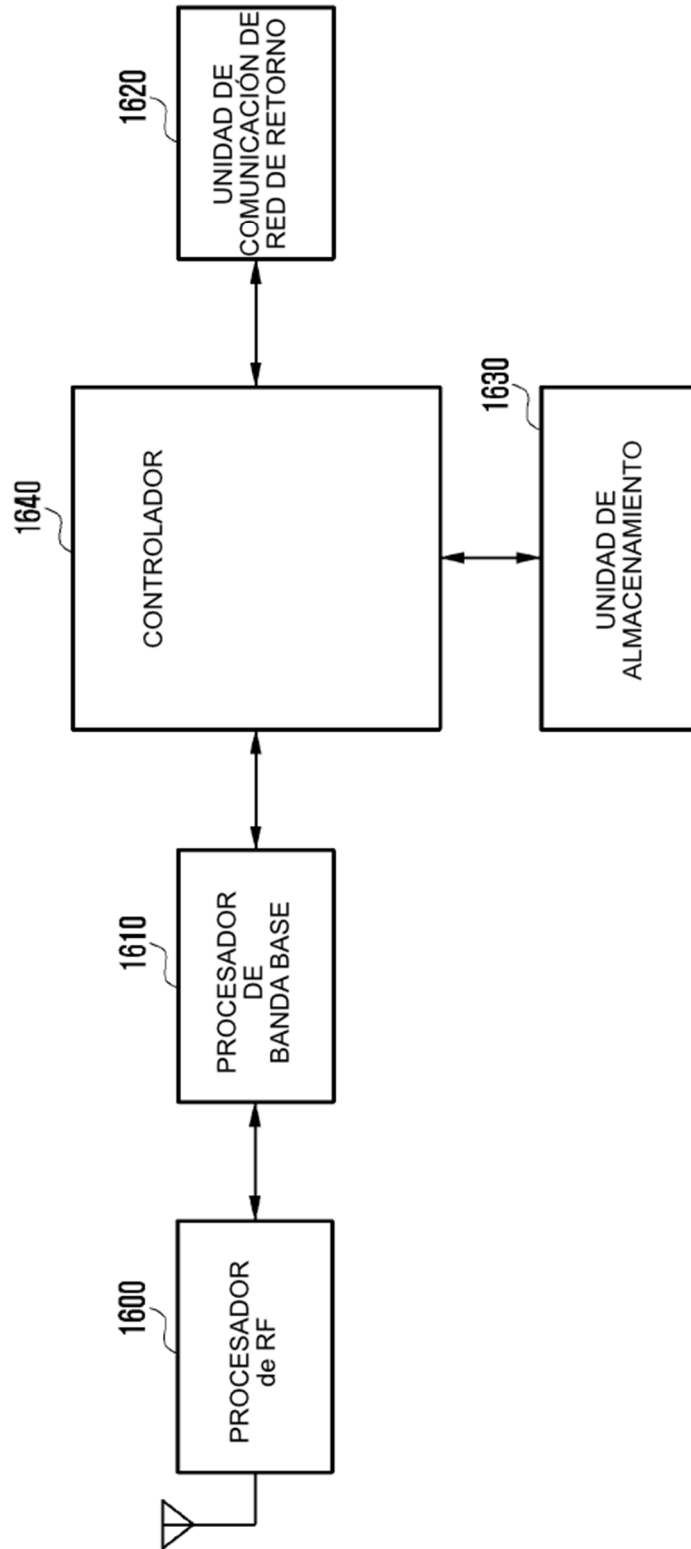 1600
PROCESADOR
de RF
1610
PROCESADOR
DE
BANDA BASE
1640
CONTROLADOR
1620
UNIDAD DE
COMUNICACIÓN DE
RED DE RETORNO
1630
UNIDAD DE
ALMACENAMIENTO